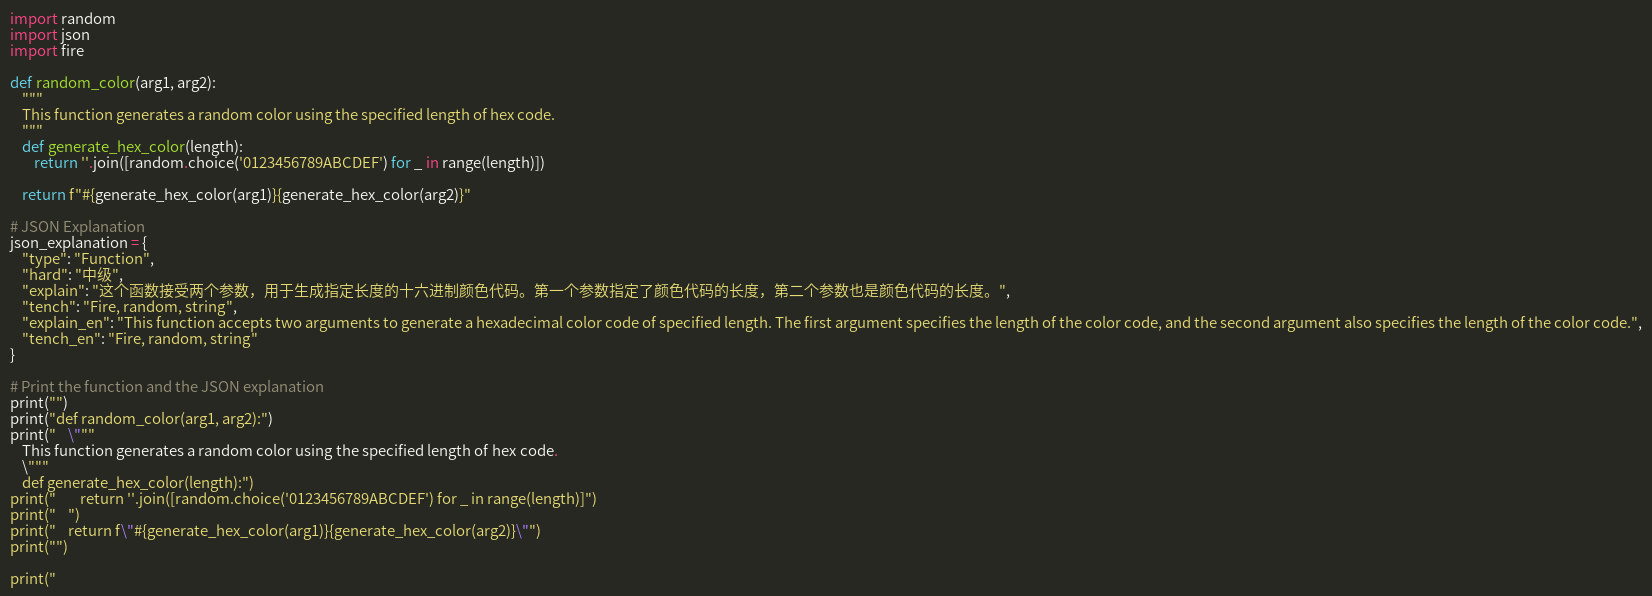 import random
import json
import fire
def random_color(arg1, arg2):
"""
This function generates a random color using the specified length of hex code.
"""
def generate_hex_color(length):
return ''.join([random.choice('0123456789ABCDEF') for _ in range(length)])
return f"#{generate_hex_color(arg1)}{generate_hex_color(arg2)}"
# JSON Explanation
json_explanation = {
"type": "Function",
"hard": "中级",
"explain": "这个函数接受两个参数，用于生成指定长度的十六进制颜色代码。第一个参数指定了颜色代码的长度，第二个参数也是颜色代码的长度。",
"tench": "Fire, random, string",
"explain_en": "This function accepts two arguments to generate a hexadecimal color code of specified length. The first argument specifies the length of the color code, and the second argument also specifies the length of the color code.",
"tench_en": "Fire, random, string"
}
# Print the function and the JSON explanation
print("")
print("def random_color(arg1, arg2):")
print("    \"""
This function generates a random color using the specified length of hex code.
\"""
def generate_hex_color(length):")
print("        return ''.join([random.choice('0123456789ABCDEF') for _ in range(length)]")
print("    ")
print("    return f\"#{generate_hex_color(arg1)}{generate_hex_color(arg2)}\"")
print("")
print("